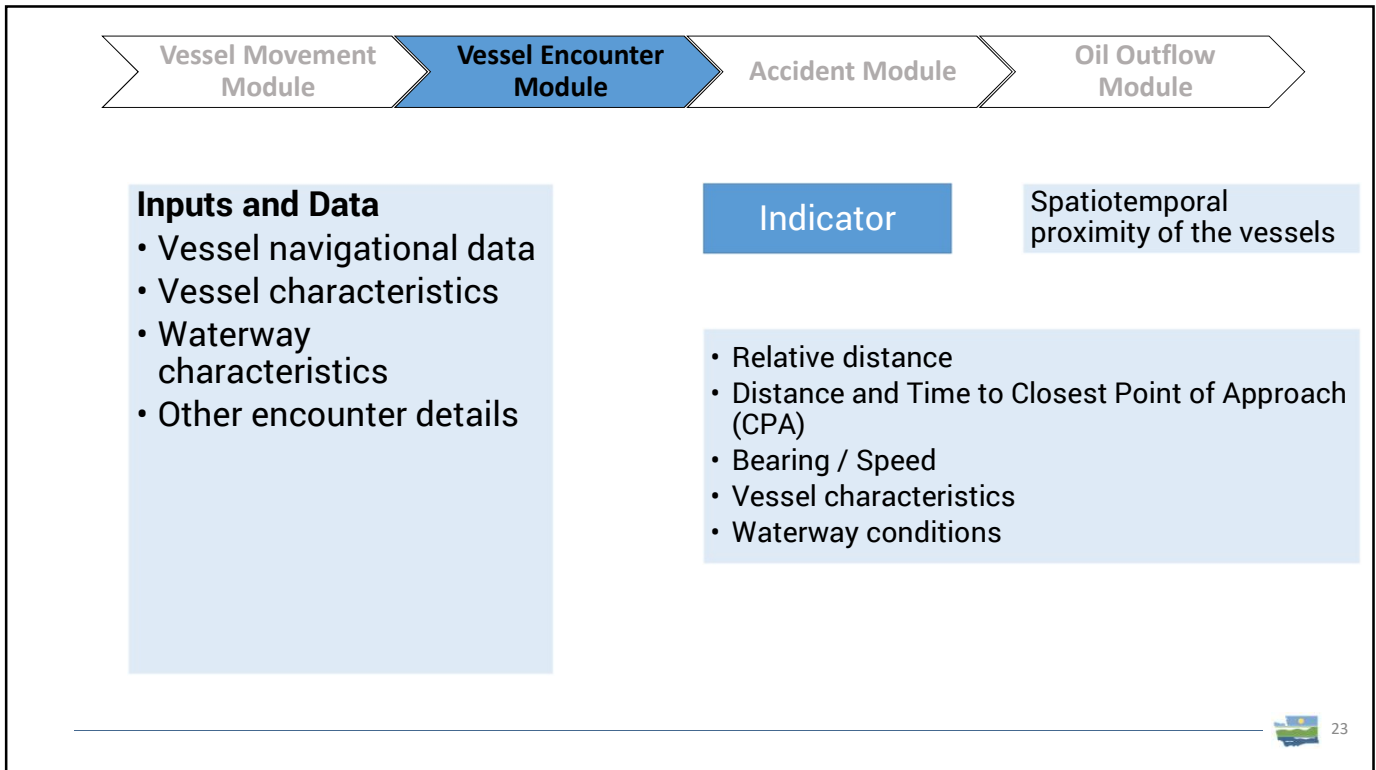 Vessel Movement
Module
Vessel Encounter
Module
Accident Module
Oil Outflow
Module
Inputs and Data
• Vessel navigational data
• Vessel characteristics
• Waterway
characteristics
• Other encounter details
Indicator
Spatiotemporal
proximity of the vessels
• Relative distance
• Distance and Time to Closest Point of Approach
(CPA)
• Bearing / Speed
• Vessel characteristics
• Waterway conditions
23